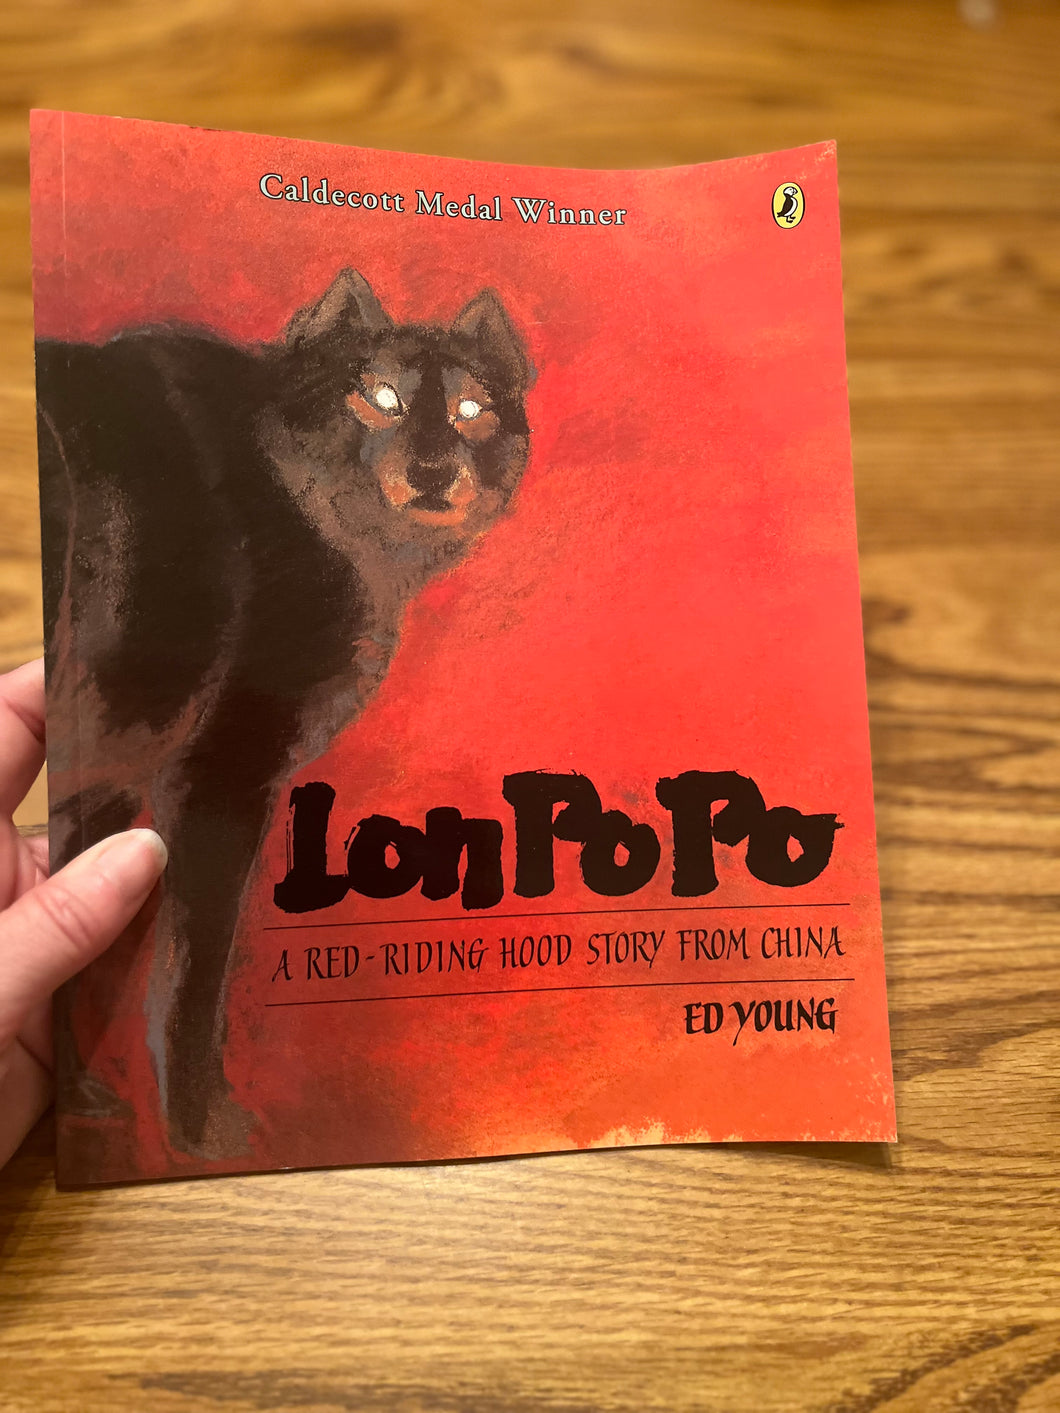 Caldecott Medal Winner
Lon Po Po
A RED-RIDING HOOD STORY FROM CHINA
ED YOUNG